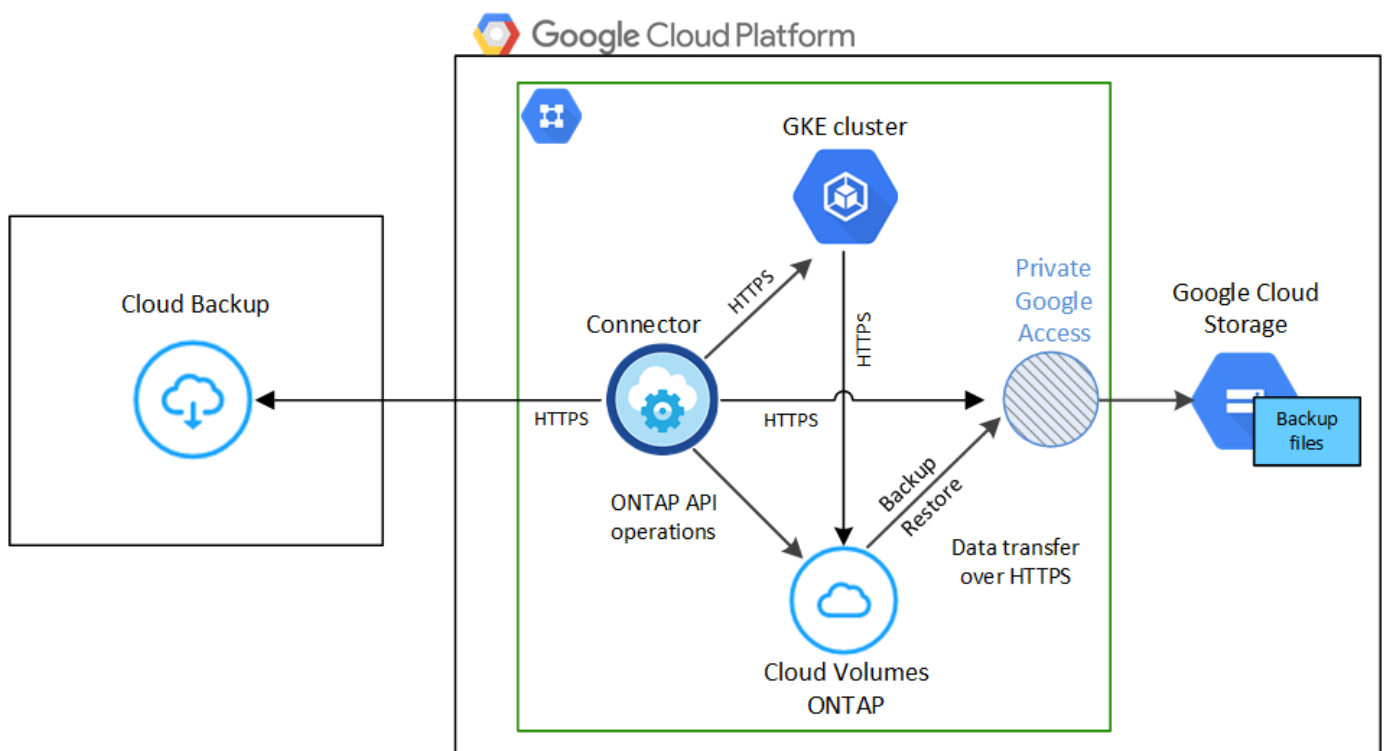 Google Cloud Platform
GKE cluster
Private
Google
Access
Google Cloud
Storage
Cloud Backup
Connector
HTTPS
HTTPS
HTTPS
HTTPS
Backup
files
ONTAP API
operations
Backup
Restore
Data transfer
over HTTPS
Cloud Volumes
ONTAP